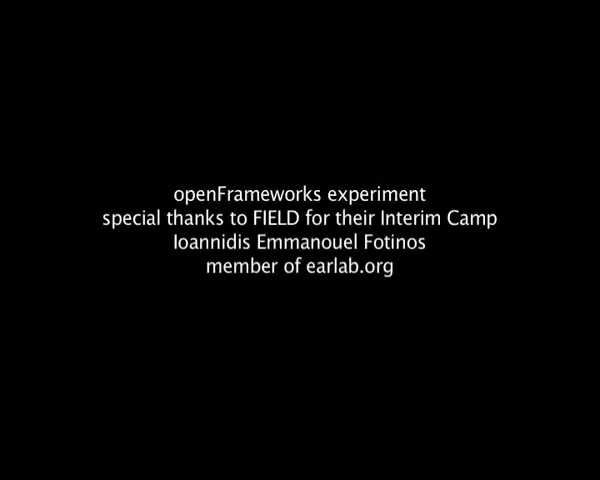 openFrameworks experiment
special thanks to FIELD for their Interim Camp
Ioannidis Emmanouel Fotinos
member of earlab.org